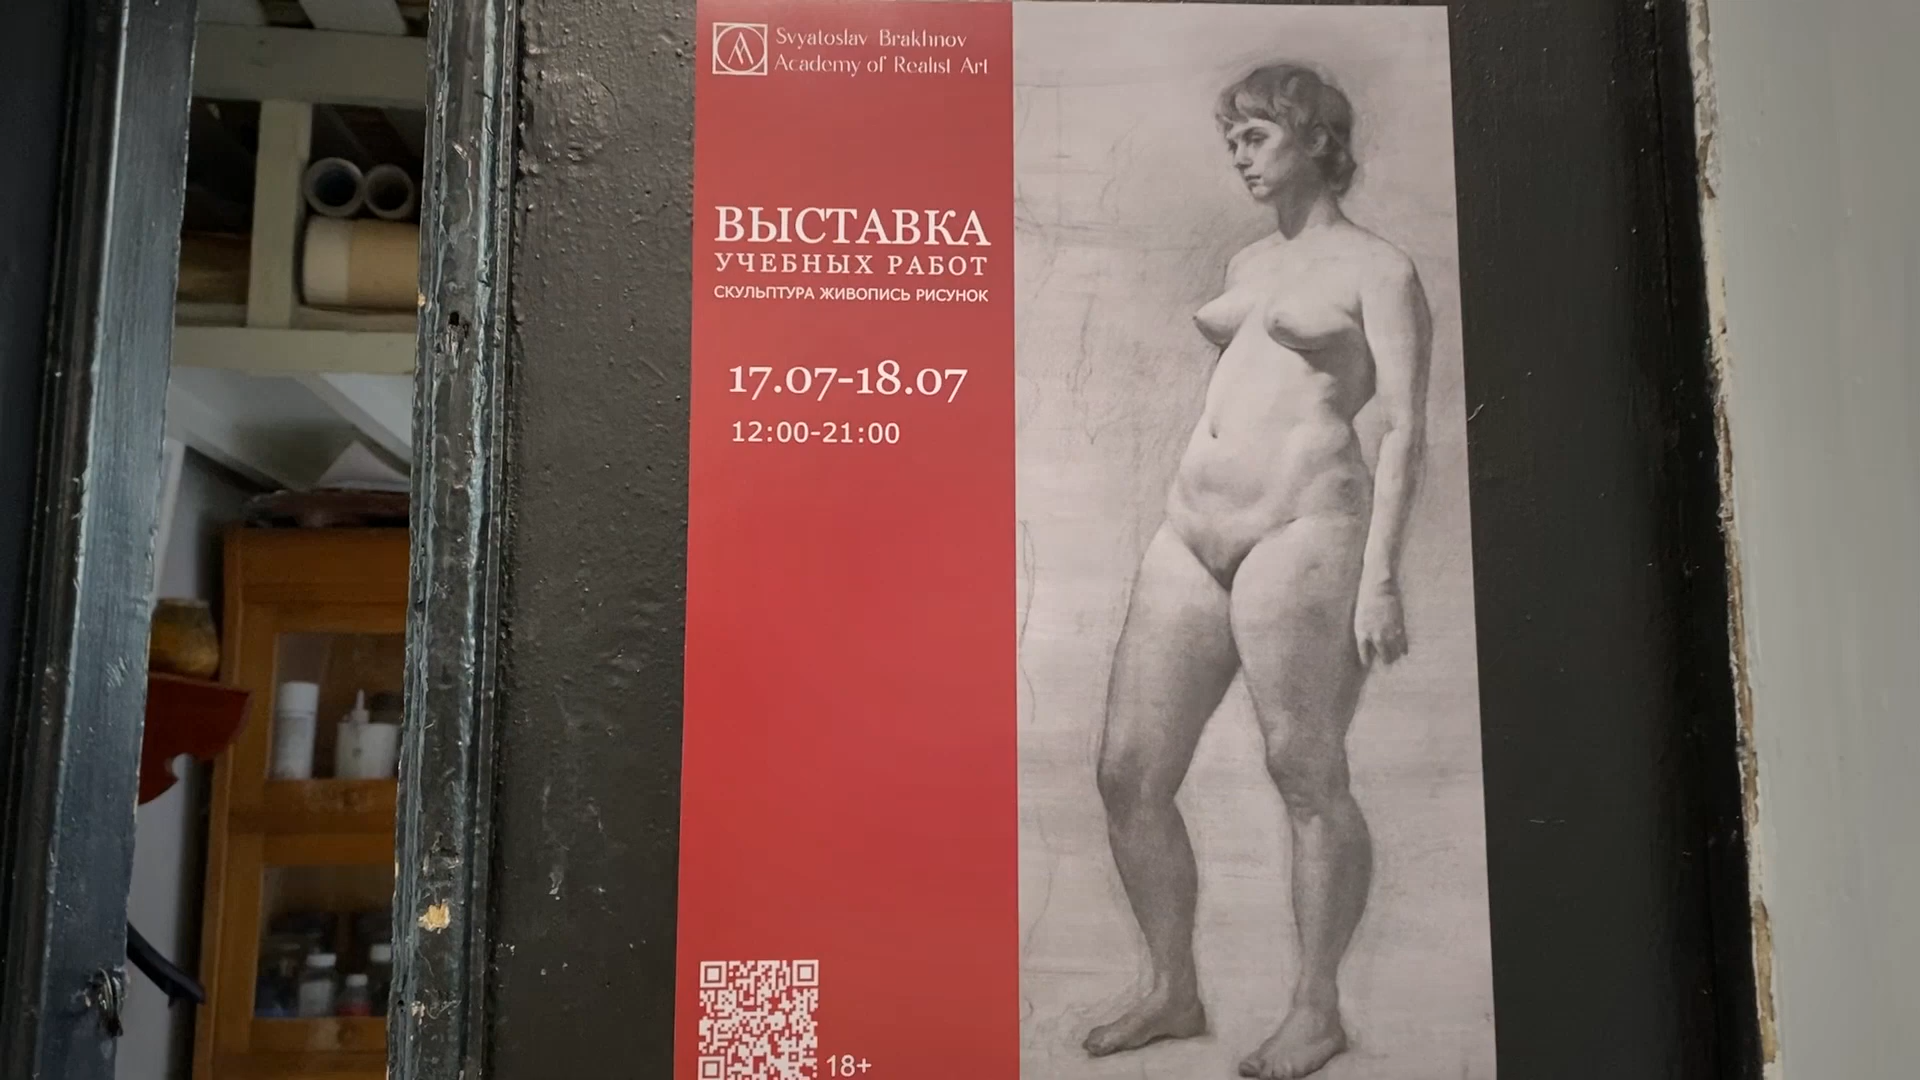 Svyatoslav Brakhnov
Academy of Realist Art
ВЫСТАВКА
УЧЕБНЫХ РАБОТ
СКУЛЬПТУРА ЖИВОПИСЬ РИСУНОК
17.07-18.07
12:00-21:00
18+